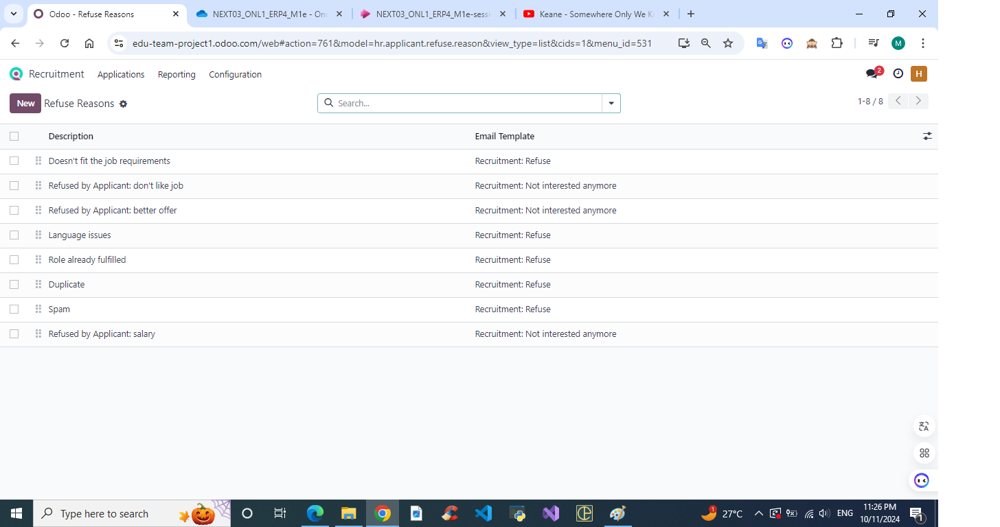 Odoo - Refuse Reasons
NEXT03_ONL1_ERP4_M1e - One
NEXT03_ONL1_ERP4_M1e-sessi
Keane - Somewhere Only We K
edu-team-project1.odoo.com/web#action=761&model=hr.applicant.refuse.reason&view_type=list&cids=1&menu_id=531
M
Recruitment Applications Reporting Configuration
2
H
New Refuse Reasons
Search...
1-8 / 8
Description Email Template
Doesn't fit the job requirements Recruitment: Refuse
Refused by Applicant: don't like job Recruitment: Not interested anymore
Refused by Applicant: better offer Recruitment: Not interested anymore
Language issues Recruitment: Refuse
Role already fulfilled Recruitment: Refuse
Duplicate Recruitment: Refuse
Spam Recruitment: Refuse
Refused by Applicant: salary Recruitment: Not interested anymore
Type here to search
1
27°C
ENG
11:26 PM
10/11/2024
1